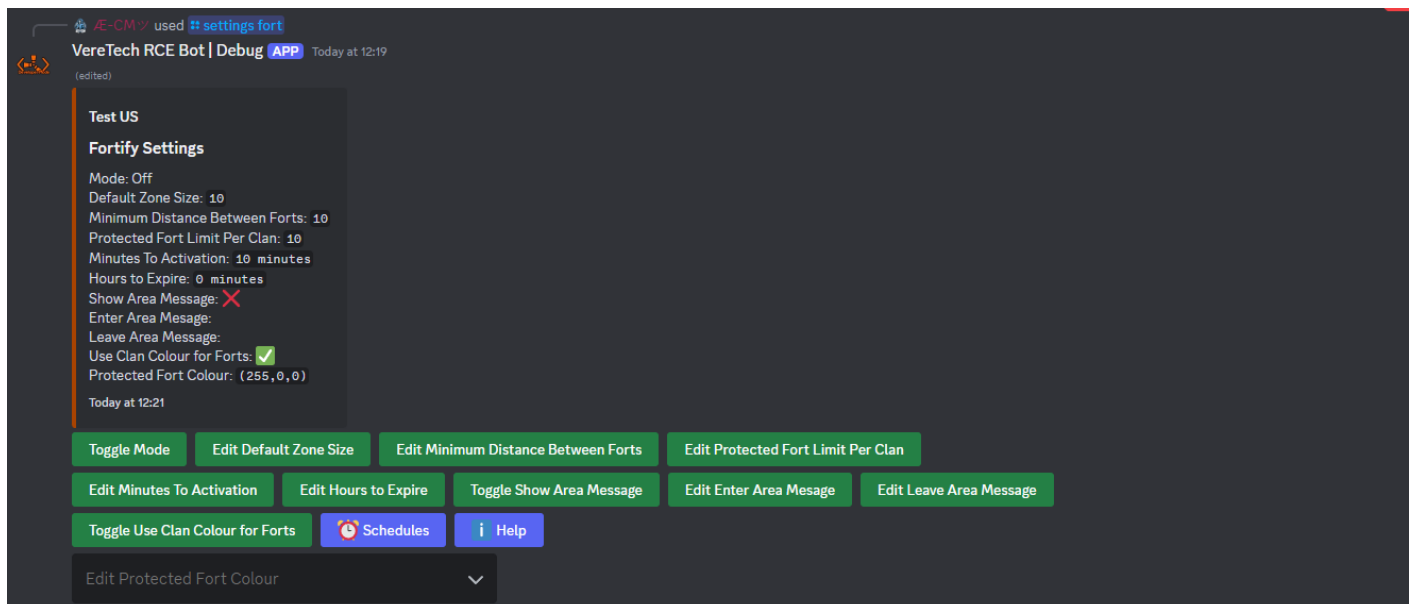 Æ-CMツ used settings fort
VereTech RCE Bot | Debug APP Today at 12:19
(edited)
Test US
Fortify Settings
Mode: Off
Default Zone Size: 10
Minimum Distance Between Forts: 10
Protected Fort Limit Per Clan: 10
Minutes To Activation: 10 minutes
Hours to Expire: 0 minutes
Show Area Message: ❌
Enter Area Mesage:
Leave Area Message:
Use Clan Colour for Forts: ✅
Protected Fort Colour: (255,0,0)
Today at 12:21
Toggle Mode Edit Default Zone Size Edit Minimum Distance Between Forts Edit Protected Fort Limit Per Clan
Edit Minutes To Activation Edit Hours to Expire Toggle Show Area Message Edit Enter Area Mesage Edit Leave Area Message
Toggle Use Clan Colour for Forts ⏰ Schedules ℹ️ Help
Edit Protected Fort Colour